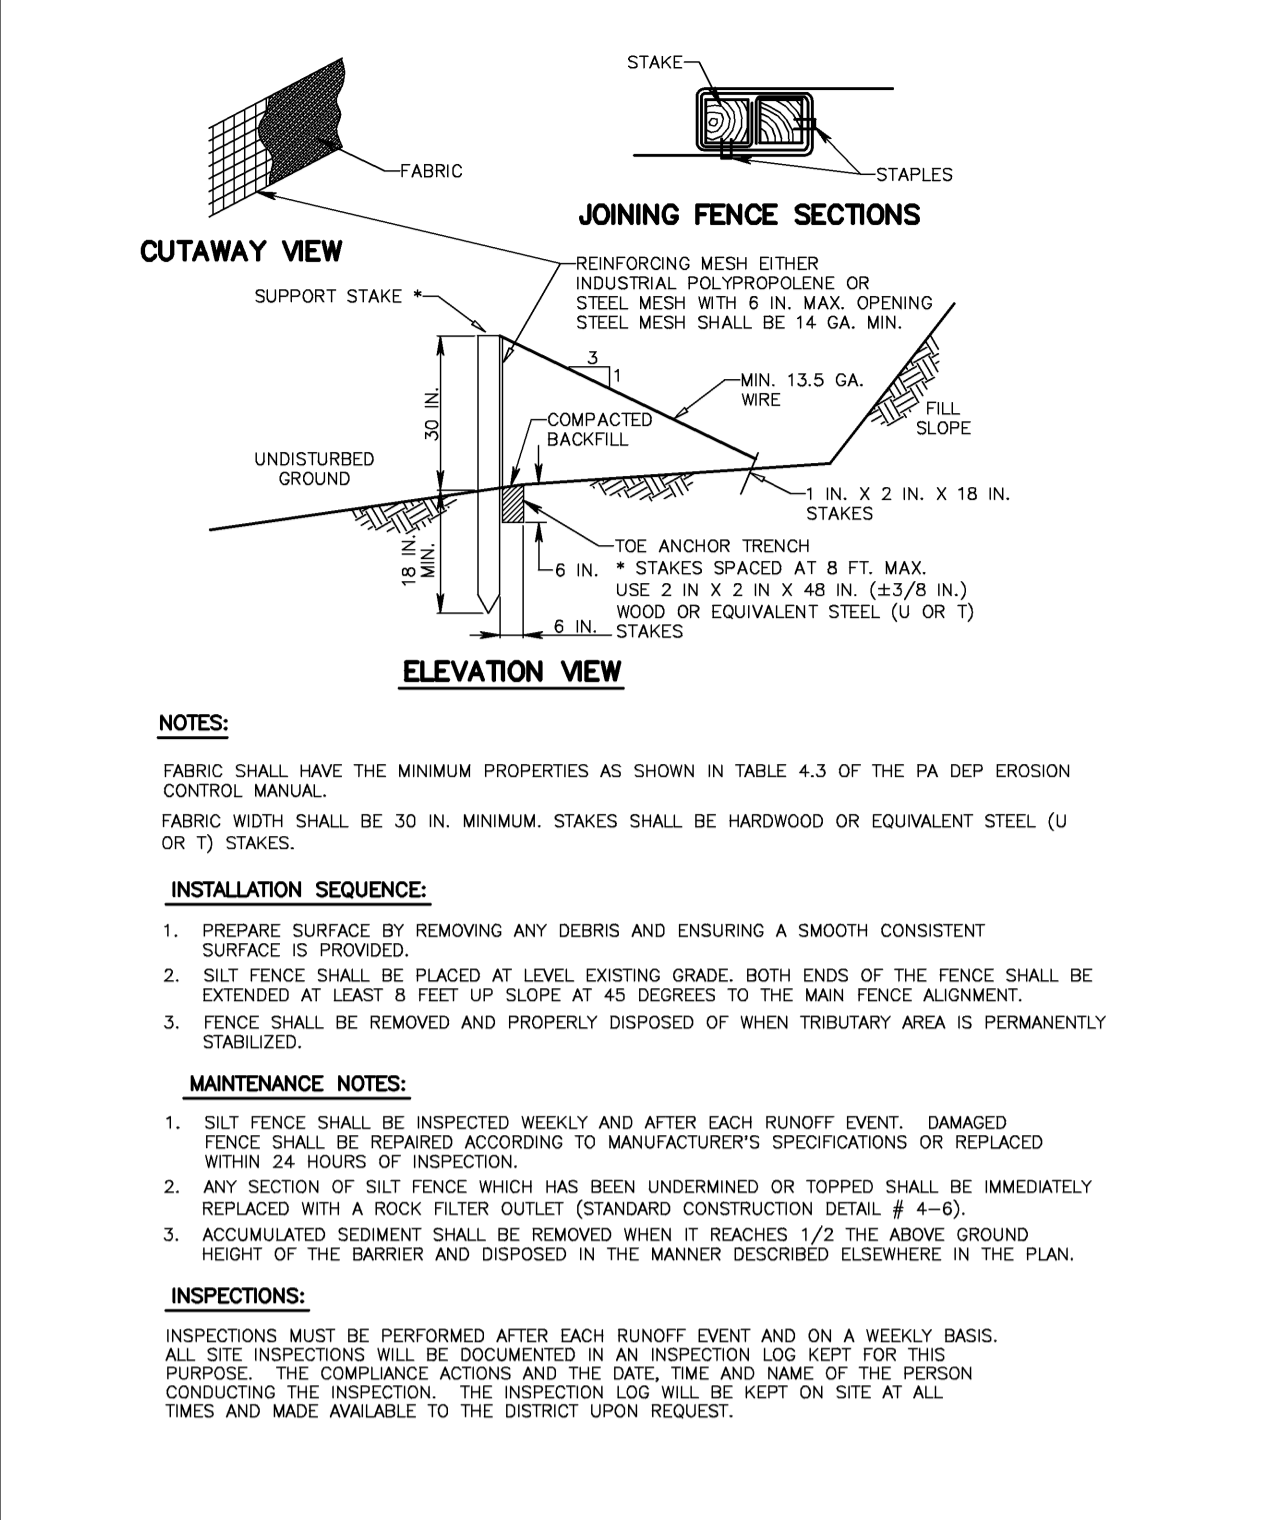 STAKE
FABRIC
STAPLES
JOINING FENCE SECTIONS
CUTAWAY VIEW
REINFORCING MESH EITHER
INDUSTRIAL POLYPROPOLENE OR
STEEL MESH WITH 6 IN. MAX. OPENING
STEEL MESH SHALL BE 14 GA. MIN.
SUPPORT STAKE *
3
1
MIN. 13.5 GA.
WIRE
30 IN.
COMPACTED
BACKFILL
FILL
SLOPE
UNDISTURBED
GROUND
1 IN. X 2 IN. X 18 IN.
STAKES
18 IN.
MIN.
TOE ANCHOR TRENCH
6 IN.
* STAKES SPACED AT 8 FT. MAX.
USE 2 IN X 2 IN X 48 IN. (±3/8 IN.)
WOOD OR EQUIVALENT STEEL (U OR T)
STAKES
6 IN.
ELEVATION VIEW
NOTES:
FABRIC SHALL HAVE THE MINIMUM PROPERTIES AS SHOWN IN TABLE 4.3 OF THE PA DEP EROSION
CONTROL MANUAL.
FABRIC WIDTH SHALL BE 30 IN. MINIMUM. STAKES SHALL BE HARDWOOD OR EQUIVALENT STEEL (U
OR T) STAKES.
INSTALLATION SEQUENCE:
1. PREPARE SURFACE BY REMOVING ANY DEBRIS AND ENSURING A SMOOTH CONSISTENT
SURFACE IS PROVIDED.
2. SILT FENCE SHALL BE PLACED AT LEVEL EXISTING GRADE. BOTH ENDS OF THE FENCE SHALL BE
EXTENDED AT LEAST 8 FEET UP SLOPE AT 45 DEGREES TO THE MAIN FENCE ALIGNMENT.
3. FENCE SHALL BE REMOVED AND PROPERLY DISPOSED OF WHEN TRIBUTARY AREA IS PERMANENTLY
STABILIZED.
MAINTENANCE NOTES:
1. SILT FENCE SHALL BE INSPECTED WEEKLY AND AFTER EACH RUNOFF EVENT. DAMAGED
FENCE SHALL BE REPAIRED ACCORDING TO MANUFACTURER'S SPECIFICATIONS OR REPLACED
WITHIN 24 HOURS OF INSPECTION.
2. ANY SECTION OF SILT FENCE WHICH HAS BEEN UNDERMINED OR TOPPED SHALL BE IMMEDIATELY
REPLACED WITH A ROCK FILTER OUTLET (STANDARD CONSTRUCTION DETAIL # 4-6).
3. ACCUMULATED SEDIMENT SHALL BE REMOVED WHEN IT REACHES 1/2 THE ABOVE GROUND
HEIGHT OF THE BARRIER AND DISPOSED IN THE MANNER DESCRIBED ELSEWHERE IN THE PLAN.
INSPECTIONS:
INSPECTIONS MUST BE PERFORMED AFTER EACH RUNOFF EVENT AND ON A WEEKLY BASIS.
ALL SITE INSPECTIONS WILL BE DOCUMENTED IN AN INSPECTION LOG KEPT FOR THIS
PURPOSE. THE COMPLIANCE ACTIONS AND THE DATE, TIME AND NAME OF THE PERSON
CONDUCTING THE INSPECTION. THE INSPECTION LOG WILL BE KEPT ON SITE AT ALL
TIMES AND MADE AVAILABLE TO THE DISTRICT UPON REQUEST.